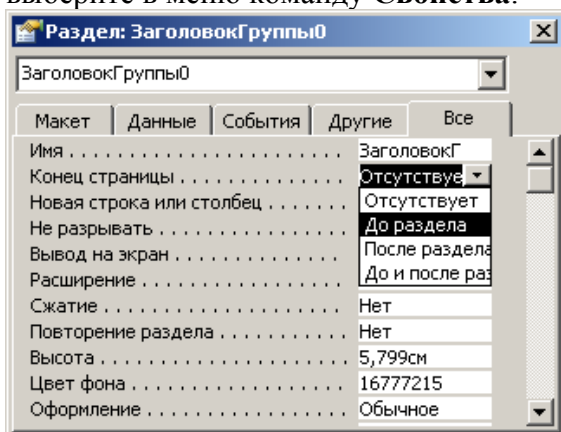 выберите в меню команду Свойства.
Раздел: ЗаголовокГруппы0
ЗаголовокГруппы0
Макет Данные События Другие Все
Имя . . . . . . . . . . . . . . . . . . . . . . . ЗаголовокГ
Конец страницы . . . . . . . . . . . . . . Отсутствуе
Новая строка или столбец . . . . . . . Отсутствует
Не разрывать . . . . . . . . . . . . . . . . До раздела
Вывод на экран . . . . . . . . . . . . . . После раздела
Расширение . . . . . . . . . . . . . . . . . До и после раз
Сжатие . . . . . . . . . . . . . . . . . . . . Нет
Повторение раздела . . . . . . . . . . . Нет
Высота . . . . . . . . . . . . . . . . . . . . 5,799см
Цвет фона . . . . . . . . . . . . . . . . . . 16777215
Оформление . . . . . . . . . . . . . . . . . Обычное